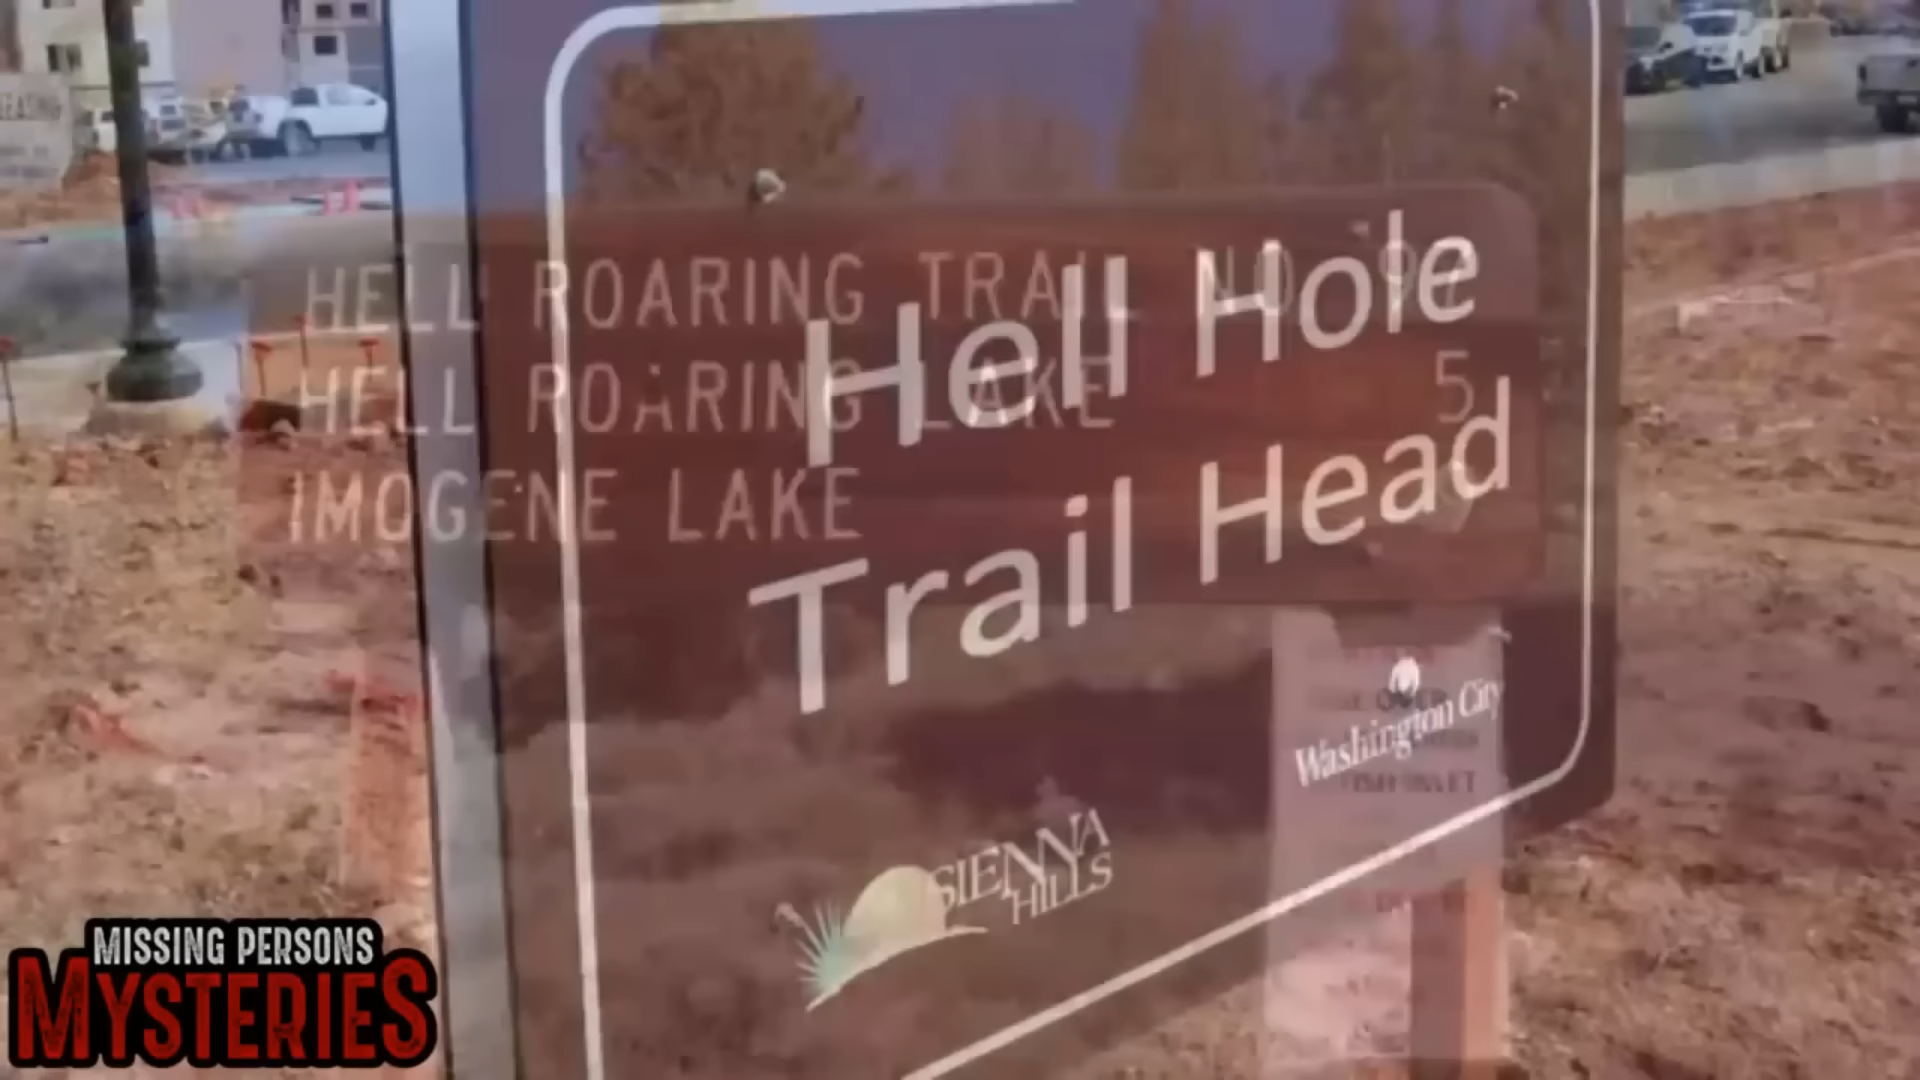 HELL ROARING TRAIL NO 97
HELL ROARING LAKE 5
IMOGENE LAKE
Hell Hole
Trail Head
Washington City
SIENNA
HILLS
MISSING PERSONS
MYSTERIES